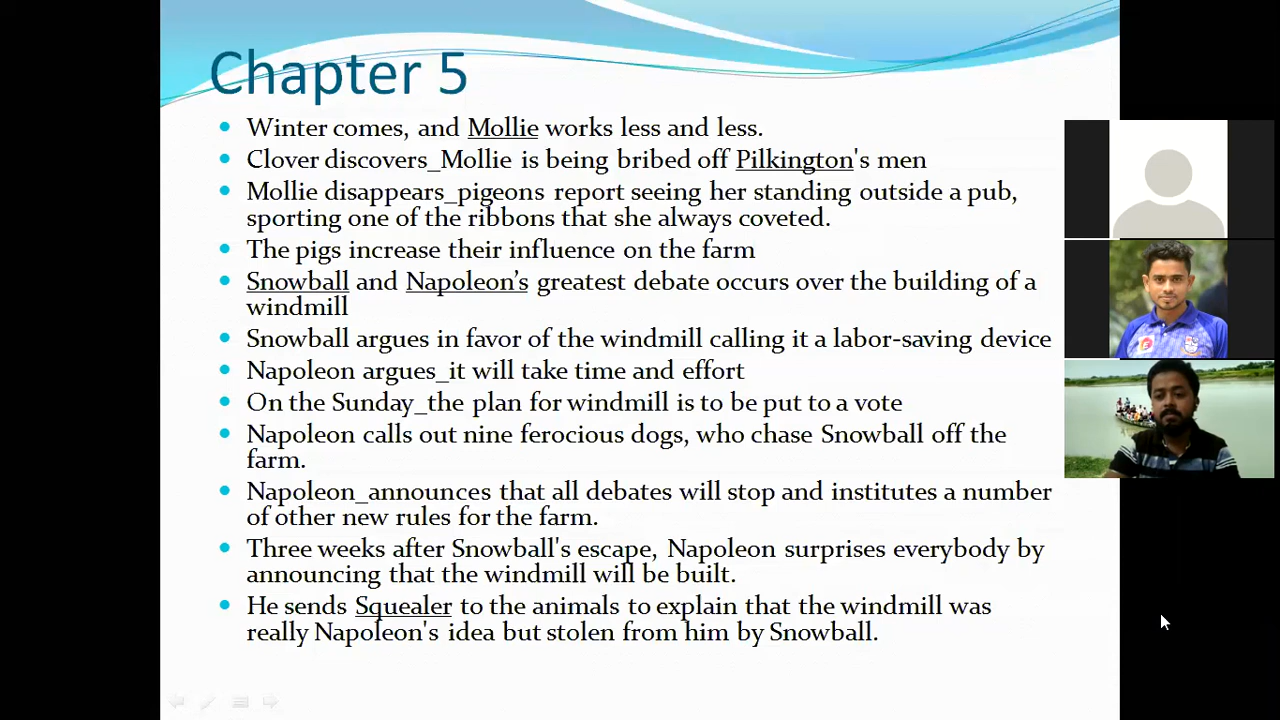 Chapter 5
Winter comes, and Mollie works less and less.
Clover discovers_Mollie is being bribed off Pilkington's men
Mollie disappears_pigeons report seeing her standing outside a pub,
sporting one of the ribbons that she always coveted.
The pigs increase their influence on the farm
Snowball and Napoleon's greatest debate occurs over the building of a
windmill
Snowball argues in favor of the windmill calling it a labor-saving device
Napoleon argues_it will take time and effort
On the Sunday_the plan for windmill is to be put to a vote
Napoleon calls out nine ferocious dogs, who chase Snowball off the
farm.
Napoleon_announces that all debates will stop and institutes a number
of other new rules for the farm.
Three weeks after Snowball's escape, Napoleon surprises everybody by
announcing that the windmill will be built.
He sends Squealer to the animals to explain that the windmill was
really Napoleon's idea but stolen from him by Snowball.